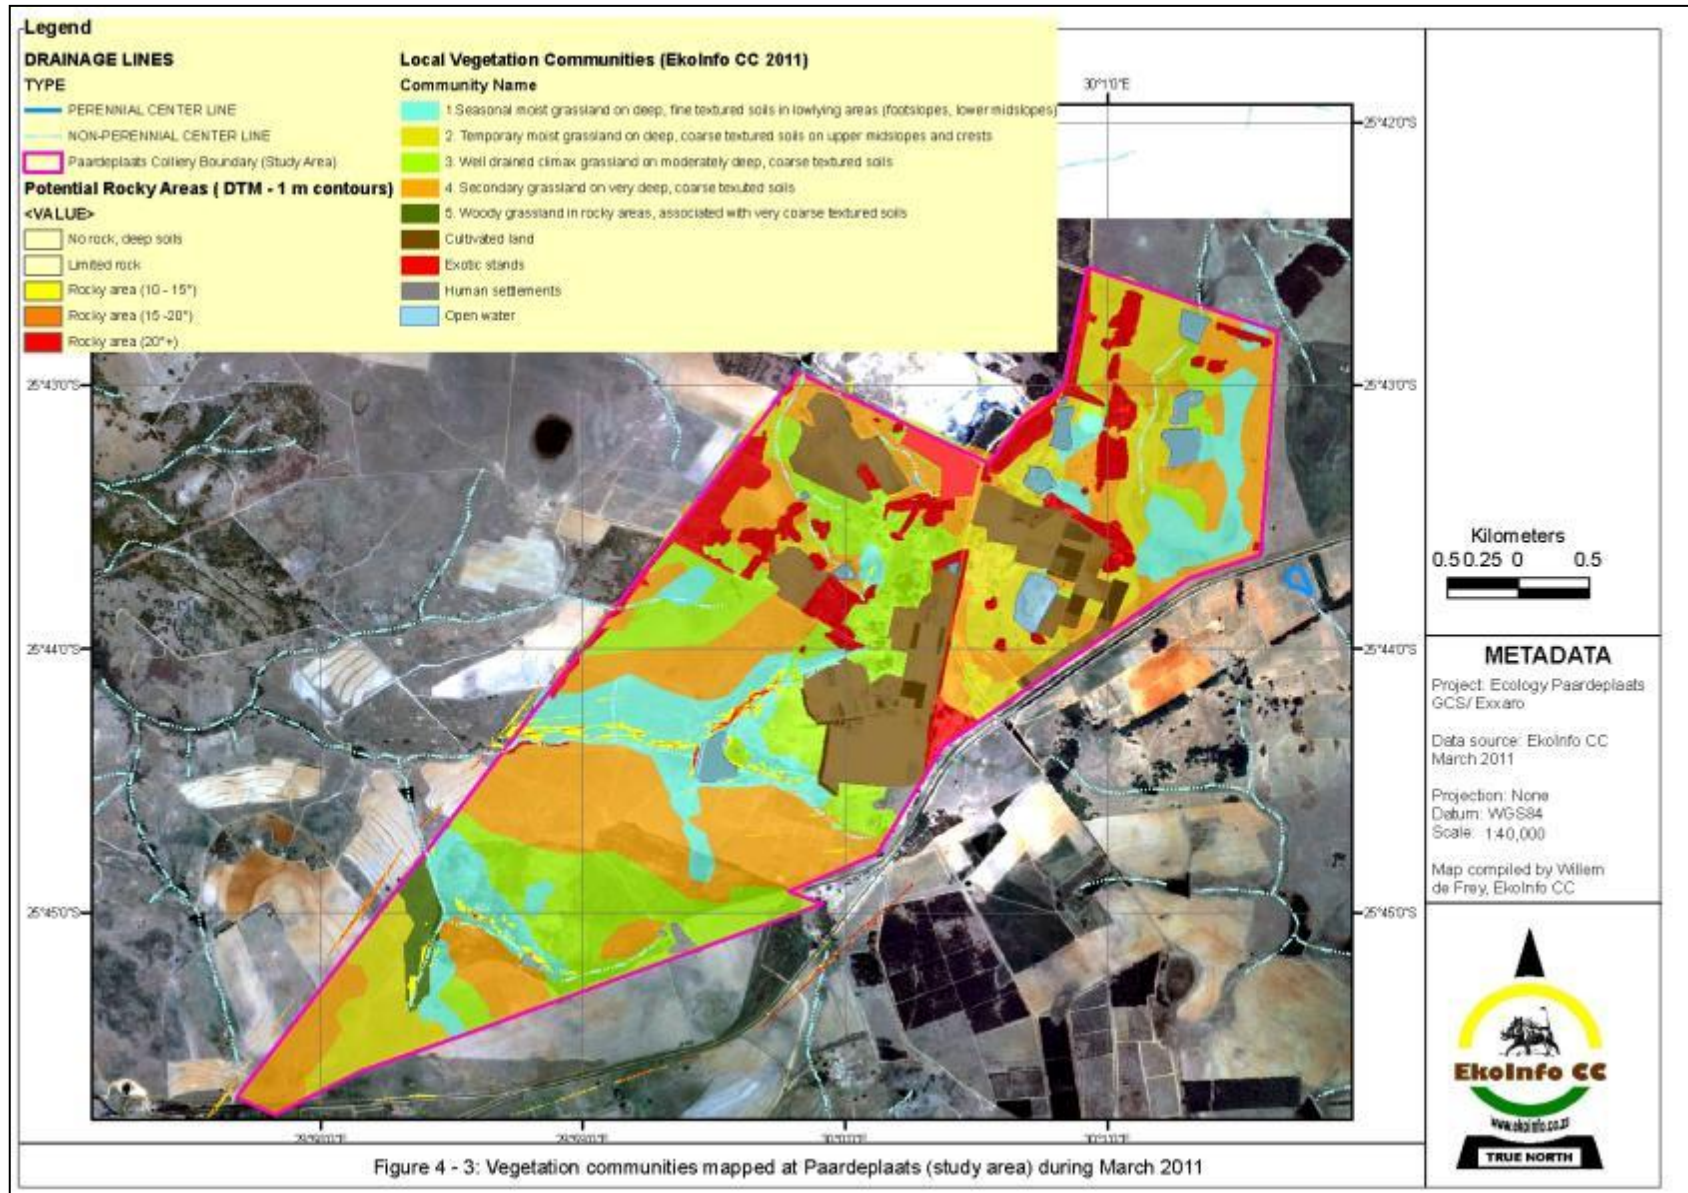 Legend
DRAINAGE LINES
TYPE
PERENNIAL CENTER LINE
NON-PERENNIAL CENTER LINE
Paardeplaats Colliery Boundary (Study Area)
Potential Rocky Areas ( DTM - 1 m contours)
<VALUE>
No rock, deep soils
Limited rock
Rocky area (10 - 15°)
Rocky area (15 -20°)
Rocky area (20°+)
Local Vegetation Communities (EkoInfo CC 2011)
Community Name
1 Seasonal moist grassland on deep, fine textured soils in lowlying areas (footslopes, lower midslopes)
2. Temporary moist grassland on deep, coarse textured soils on upper midslopes and crests
3. Well drained climax grassland on moderately deep, coarse textured soils
4. Secondary grassland on very deep, coarse texuted soils
5. Woody grassland in rocky areas, associated with very coarse textured soils
Cultivated land
Exotic stands
Human settlements
Open water
30°1'0"E
25°42'0"S
25°43'0"S
25°43'0"S
25°44'0"S
25°44'0"S
25°45'0"S
25°45'0"S
Kilometers
0.5 0.25 0 0.5
METADATA
Project: Ecology Paardeplaats
GCS/ Exxaro
Data source: EkoInfo CC
March 2011
Projection: None
Datum: WGS84
Scale: 1:40,000
Map compiled by Willem
de Frey, EkoInfo CC
EkoInfo CC
www.ekoinfo.co.za
TRUE NORTH
Figure 4 - 3: Vegetation communities mapped at Paardeplaats (study area) during March 2011